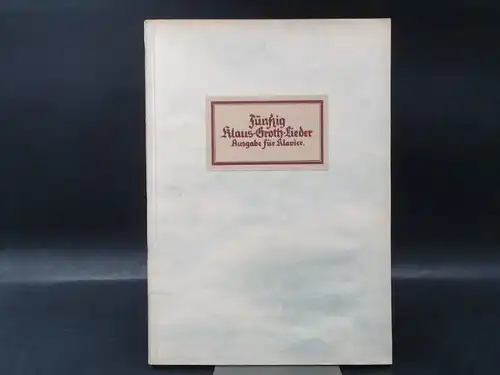 Fünfzig
Klaus-Groth-Lieder
Ausgabe für Klavier.